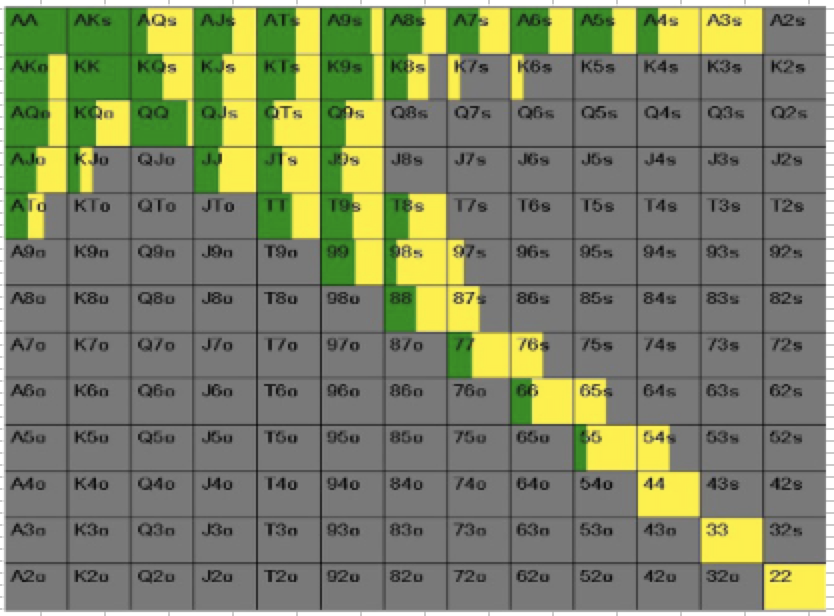 AA AKs AQs AJs ATs A9s A8s A7s A6s A5s A4s A3s A2s
AKo KK KQs KJs KTs K9s K8s K7s K6s K5s K4s K3s K2s
AQo KQo QQ QJs QTs Q9s Q8s Q7s Q6s Q5s Q4s Q3s Q2s
AJo KJo QJo JJ JTs J9s J8s J7s J6s J5s J4s J3s J2s
ATo KTo QTo JTo TT T9s T8s T7s T6s T5s T4s T3s T2s
A9o K9o Q9o J9o T9o 99 98s 97s 96s 95s 94s 93s 92s
A8o K8o Q8o J8o T8o 98o 88 87s 86s 85s 84s 83s 82s
A7o K7o Q7o J7o T7o 97o 87o 77 76s 75s 74s 73s 72s
A6o K6o Q6o J6o T6o 96o 86o 76o 66 65s 64s 63s 62s
A5o K5o Q5o J5o T5o 95o 85o 75o 65o 55 54s 53s 52s
A4o K4o Q4o J4o T4o 94o 84o 74o 64o 54o 44 43s 42s
A3o K3o Q3o J3o T3o 93o 83o 73o 63o 53o 43o 33 32s
A2o K2o Q2o J2o T2o 92o 82o 72o 62o 52o 42o 32o 22